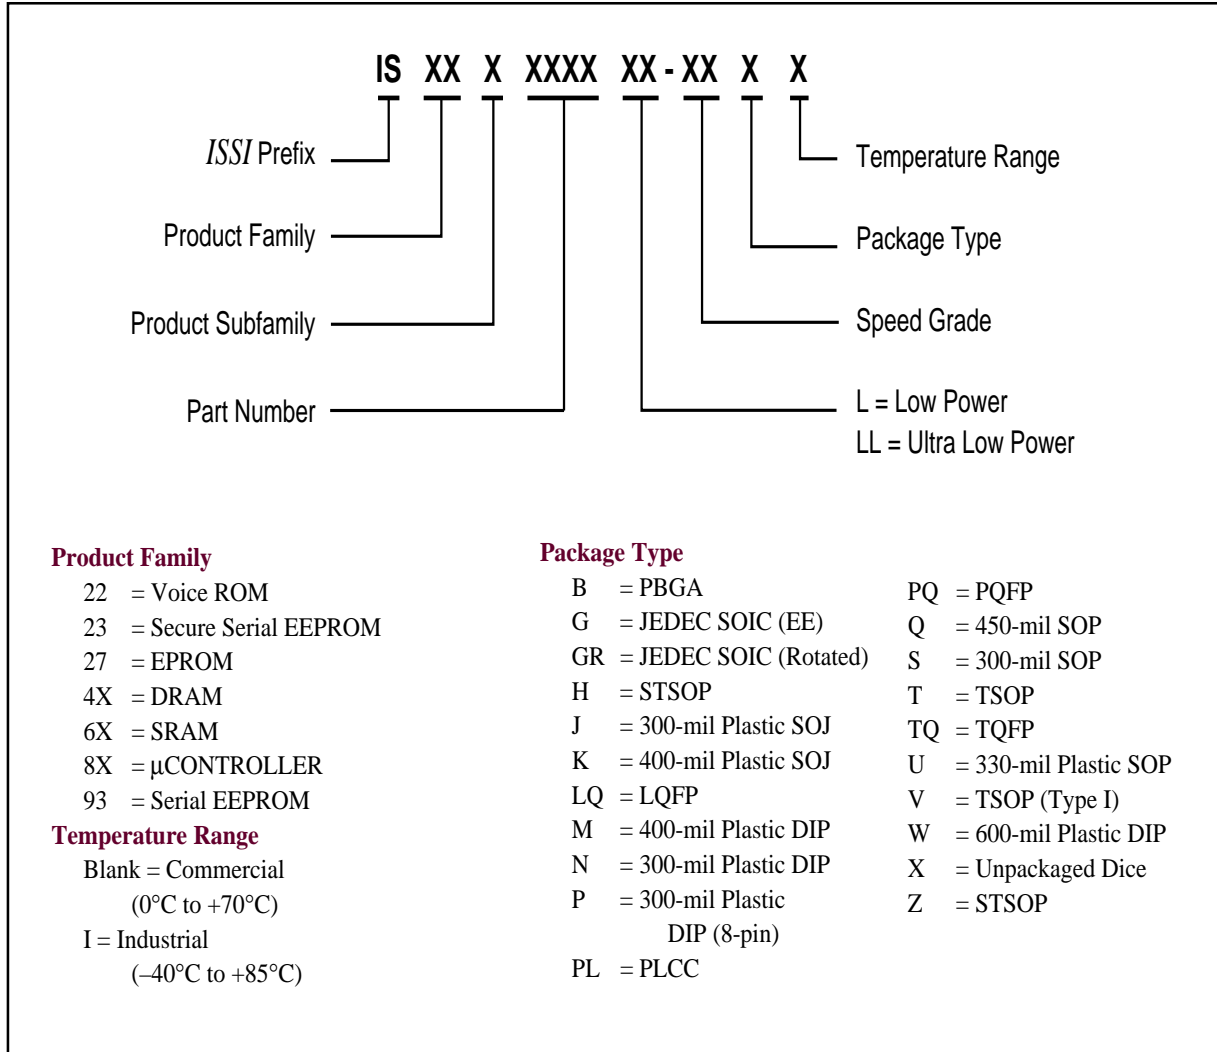 IS XX X XXXX XX - XX X X
ISSI Prefix
Product Family
Product Subfamily
Part Number
Temperature Range
Package Type
Speed Grade
L = Low Power
LL = Ultra Low Power
Product Family
22 = Voice ROM
23 = Secure Serial EEPROM
27 = EPROM
4X = DRAM
6X = SRAM
8X = µCONTROLLER
93 = Serial EEPROM
Temperature Range
Blank = Commercial
(0°C to +70°C)
I = Industrial
(–40°C to +85°C)
Package Type
B = PBGA
G = JEDEC SOIC (EE)
GR = JEDEC SOIC (Rotated)
H = STSOP
J = 300-mil Plastic SOJ
K = 400-mil Plastic SOJ
LQ = LQFP
M = 400-mil Plastic DIP
N = 300-mil Plastic DIP
P = 300-mil Plastic
DIP (8-pin)
PL = PLCC
PQ = PQFP
Q = 450-mil SOP
S = 300-mil SOP
T = TSOP
TQ = TQFP
U = 330-mil Plastic SOP
V = TSOP (Type I)
W = 600-mil Plastic DIP
X = Unpackaged Dice
Z = STSOP